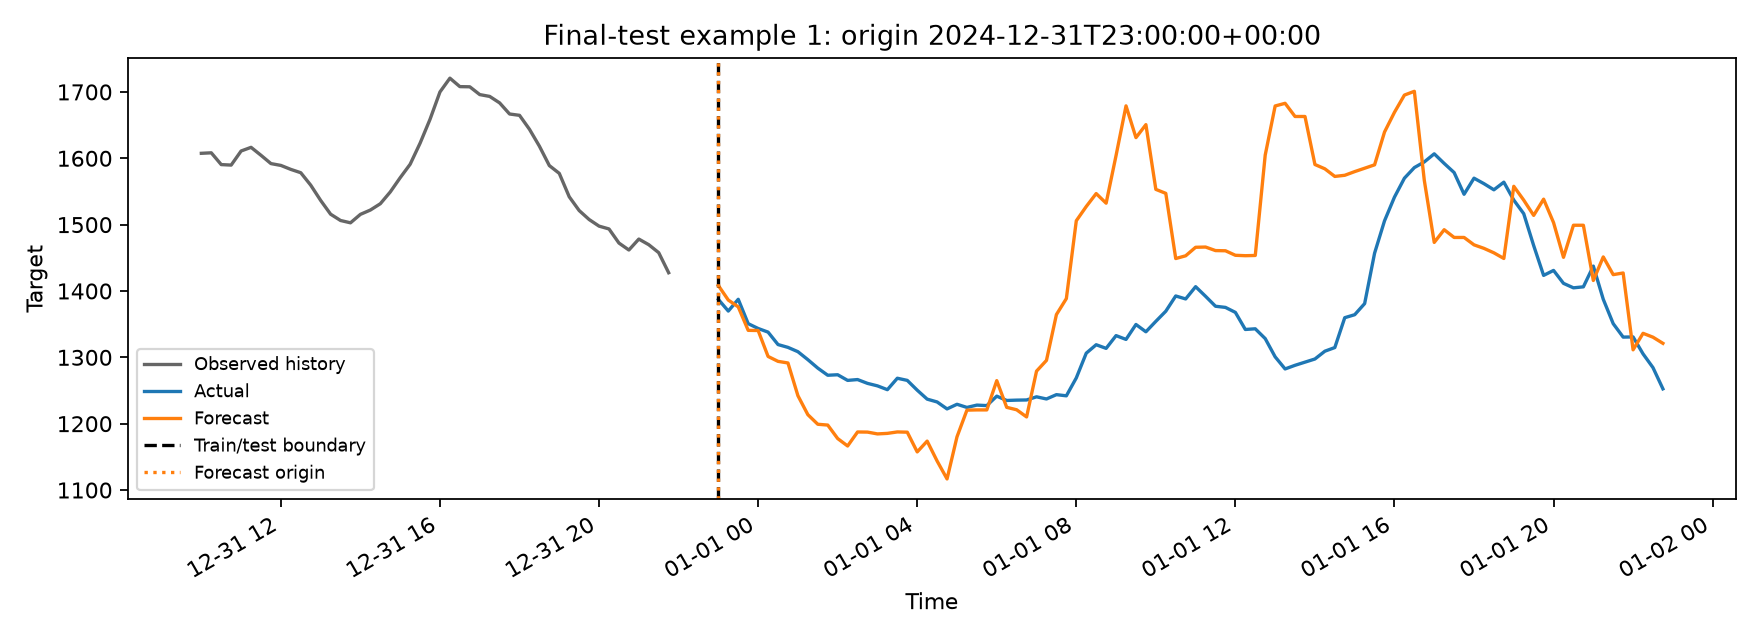 Final-test example 1: origin 2024-12-31T23:00:00+00:00
Target
1700
1600
1500
1400
1300
1200
1100
Observed history
Actual
Forecast
Train/test boundary
Forecast origin
12-31 12
12-31 16
12-31 20
01-01 00
01-01 04
01-01 08
01-01 12
01-01 16
01-01 20
01-02 00
Time